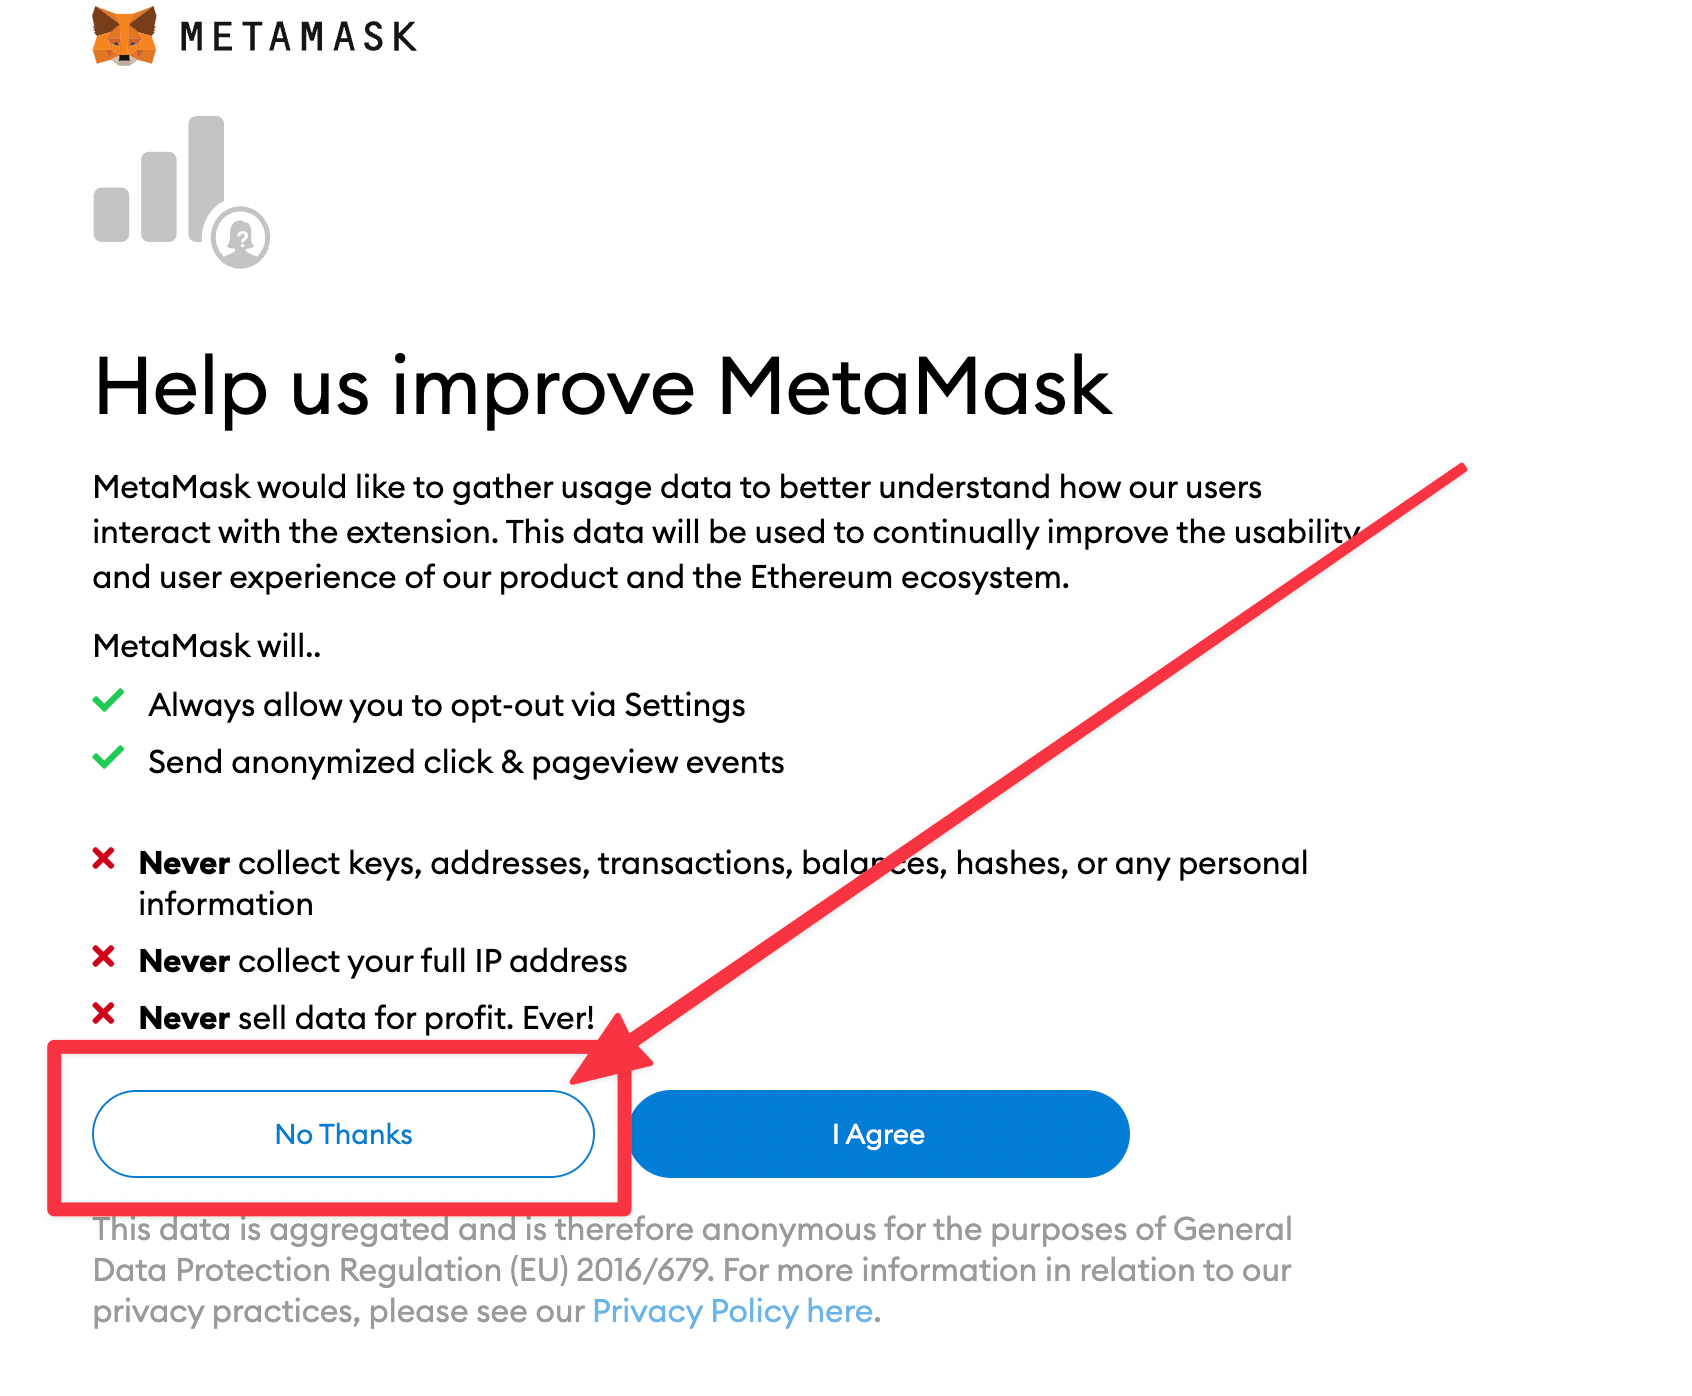 METAMASK
?
Help us improve MetaMask
MetaMask would like to gather usage data to better understand how our users
interact with the extension. This data will be used to continually improve the usability
and user experience of our product and the Ethereum ecosystem.
MetaMask will..
Always allow you to opt-out via Settings
Send anonymized click & pageview events
Never collect keys, addresses, transactions, balances, hashes, or any personal
information
Never collect your full IP address
Never sell data for profit. Ever!
No Thanks
I Agree
This data is aggregated and is therefore anonymous for the purposes of General
Data Protection Regulation (EU) 2016/679. For more information in relation to our
privacy practices, please see our Privacy Policy here.